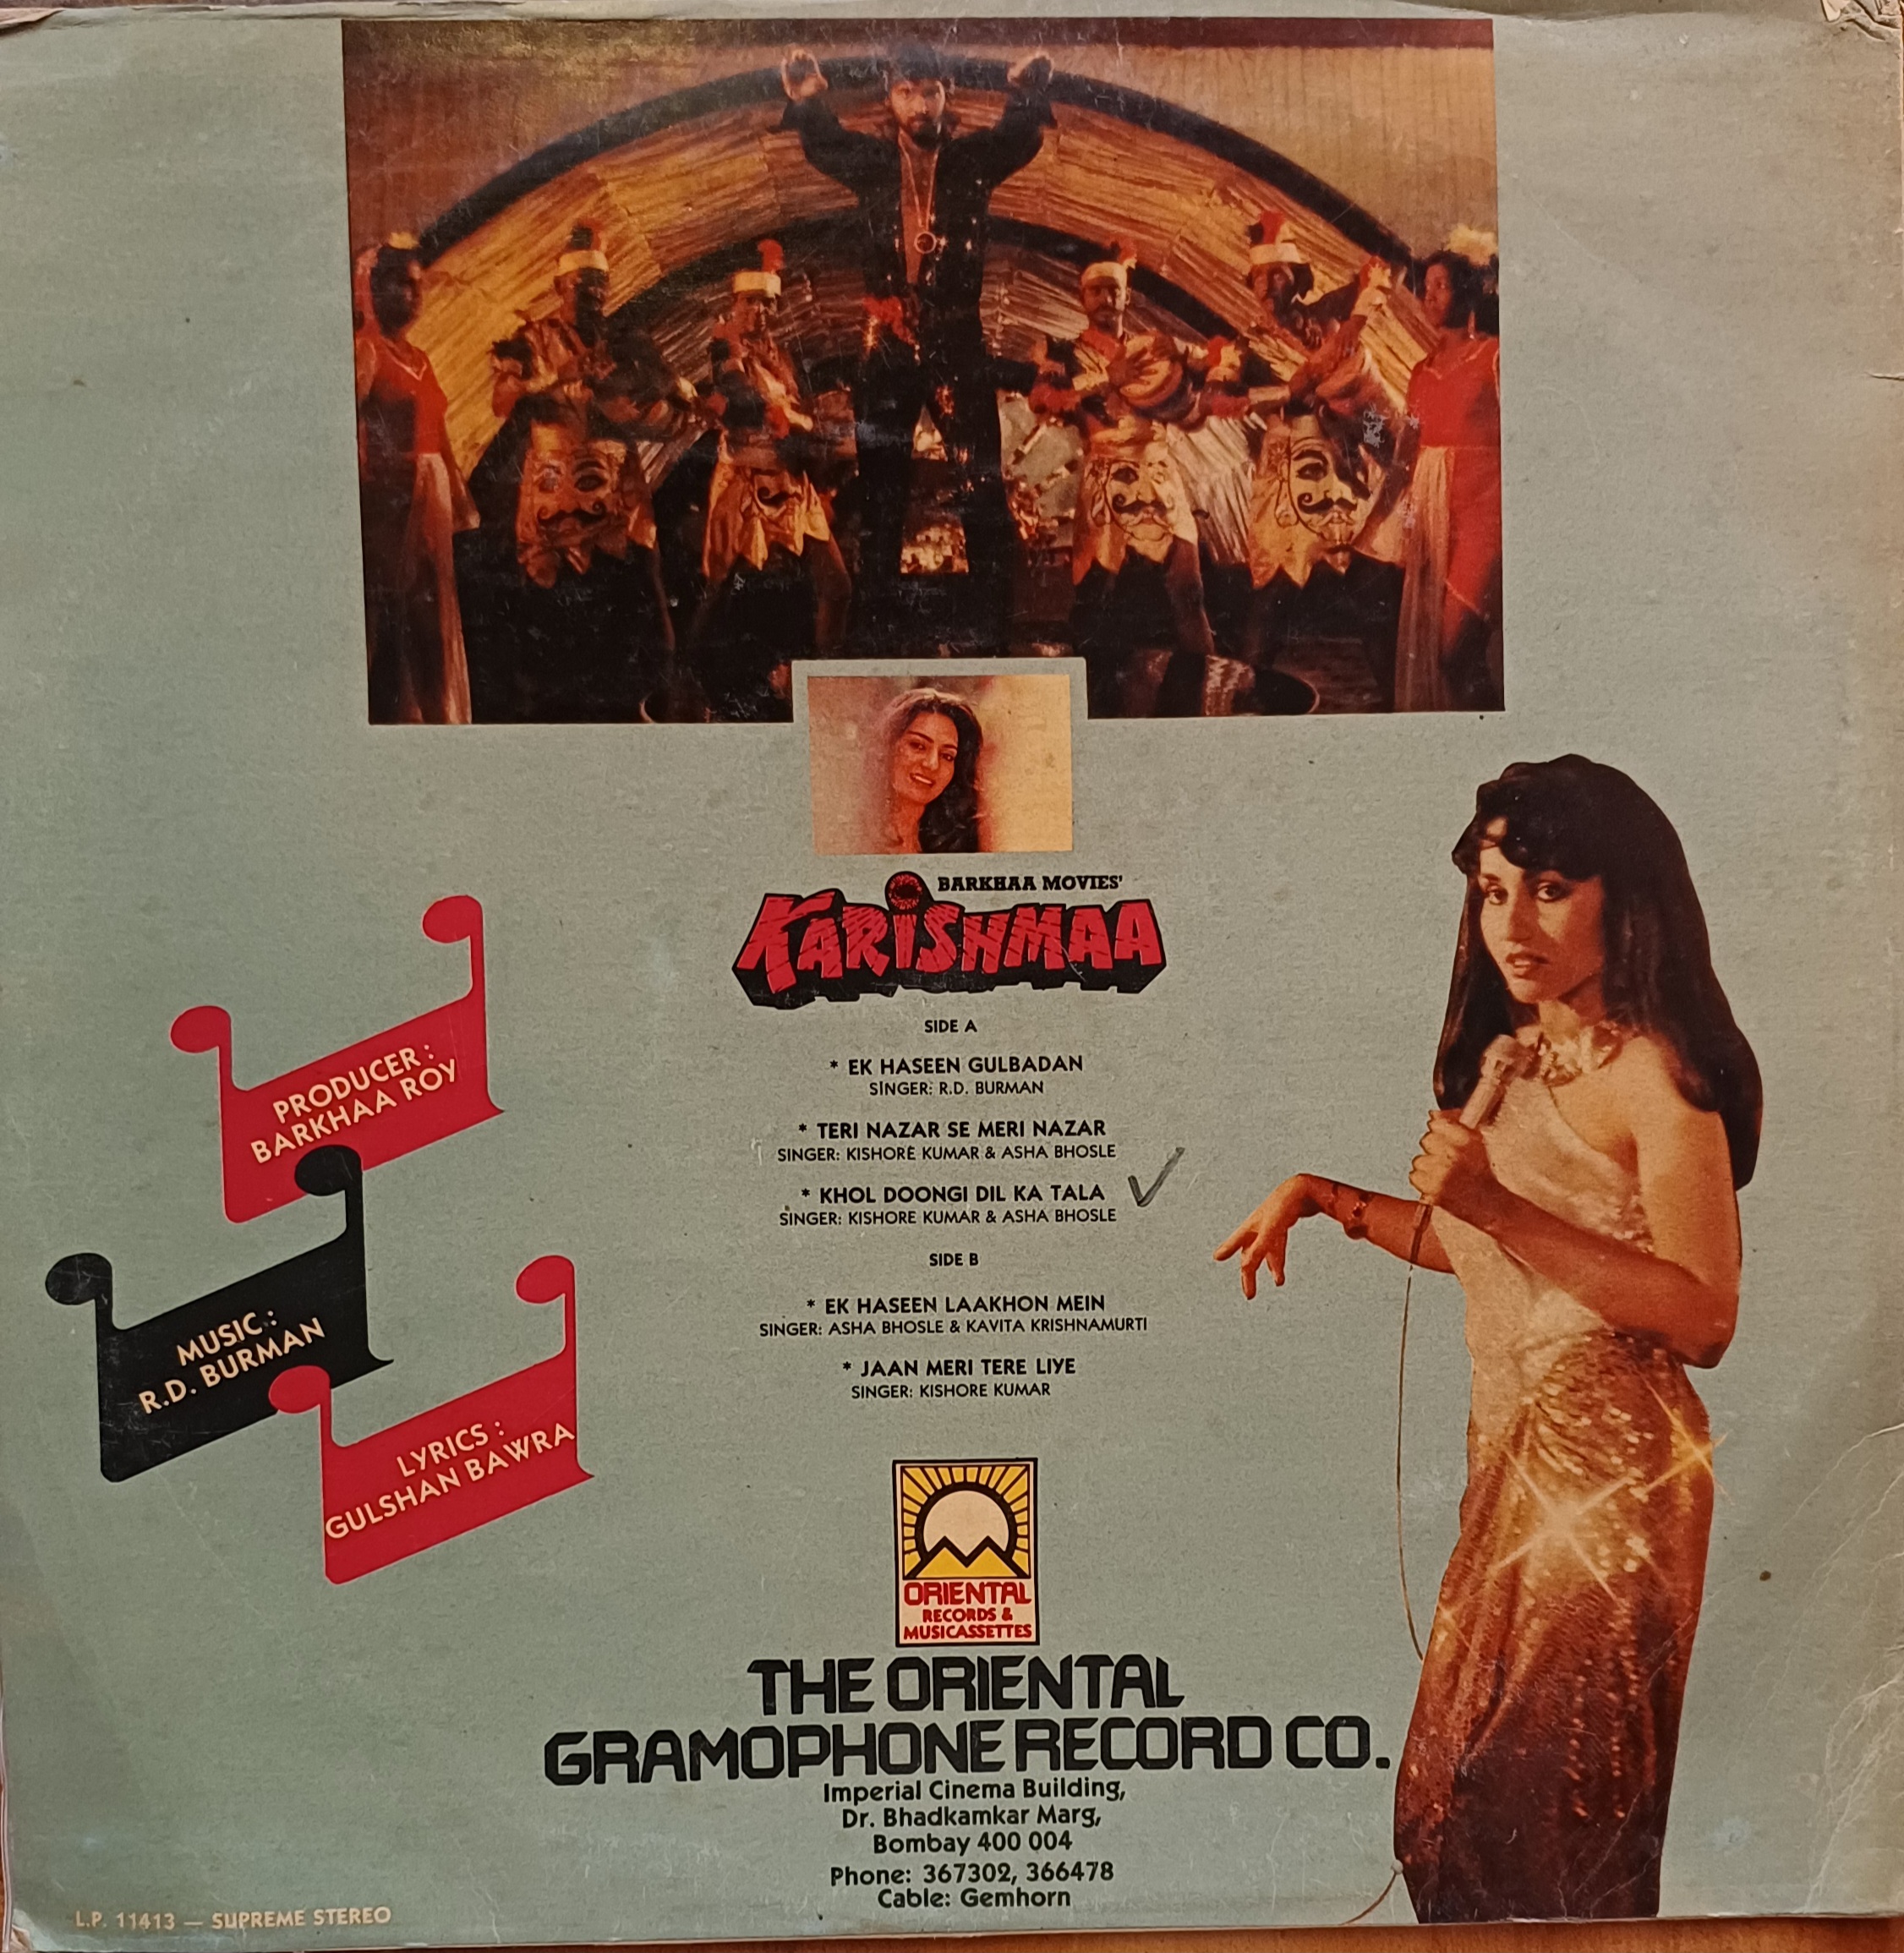 BARKHAA MOVIES'
KARISHMAA
SIDE A
* EK HASEEN GULBADAN
SINGER: R.D. BURMAN
* TERI NAZAR SE MERI NAZAR
SINGER: KISHORE KUMAR & ASHA BHOSLE
* KHOL DOONGI DIL KA TALA
SINGER: KISHORE KUMAR & ASHA BHOSLE
SIDE B
* EK HASEEN LAAKHON MEIN
SINGER: ASHA BHOSLE & KAVITA KRISHNAMURTI
* JAAN MERI TERE LIYE
SINGER: KISHORE KUMAR
PRODUCER :
BARKHAA ROY
MUSIC :
R.D. BURMAN
LYRICS :
GULSHAN BAWRA
ORIENTAL
RECORDS &
MUSICASSETTES
THE ORIENTAL
GRAMOPHONE RECORD CO.
Imperial Cinema Building,
Dr. Bhadkamkar Marg,
Bombay 400 004
Phone: 367302, 366478
Cable: Gemhorn
L.P. 11413 — SUPREME STEREO